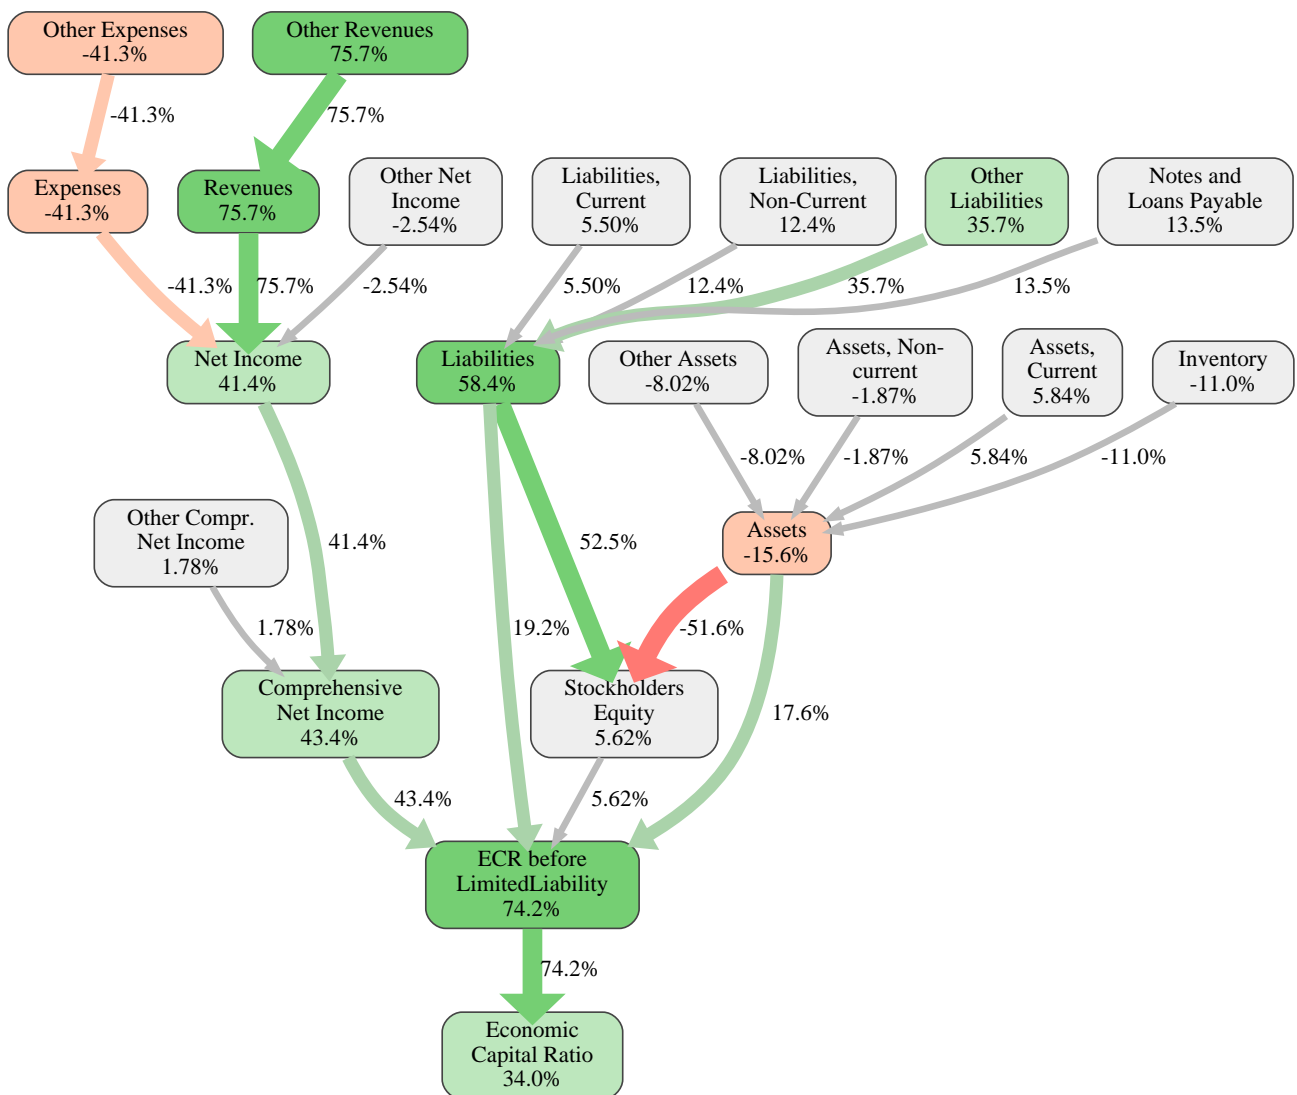 Other Expenses
-41.3%
Other Revenues
75.7%
-41.3%
75.7%
Expenses
-41.3%
Revenues
75.7%
Other Net
Income
-2.54%
Liabilities,
Current
5.50%
Liabilities,
Non-Current
12.4%
Other
Liabilities
35.7%
Notes and
Loans Payable
13.5%
-41.3%
75.7%
-2.54%
5.50%
12.4%
35.7%
13.5%
Net Income
41.4%
Liabilities
58.4%
Other Assets
-8.02%
Assets, Non-
current
-1.87%
Assets,
Current
5.84%
Inventory
-11.0%
-8.02%
-1.87%
5.84%
-11.0%
Other Compr.
Net Income
1.78%
41.4%
52.5%
Assets
-15.6%
1.78%
19.2%
-51.6%
Comprehensive
Net Income
43.4%
Stockholders
Equity
5.62%
17.6%
43.4%
5.62%
ECR before
LimitedLiability
74.2%
74.2%
Economic
Capital Ratio
34.0%